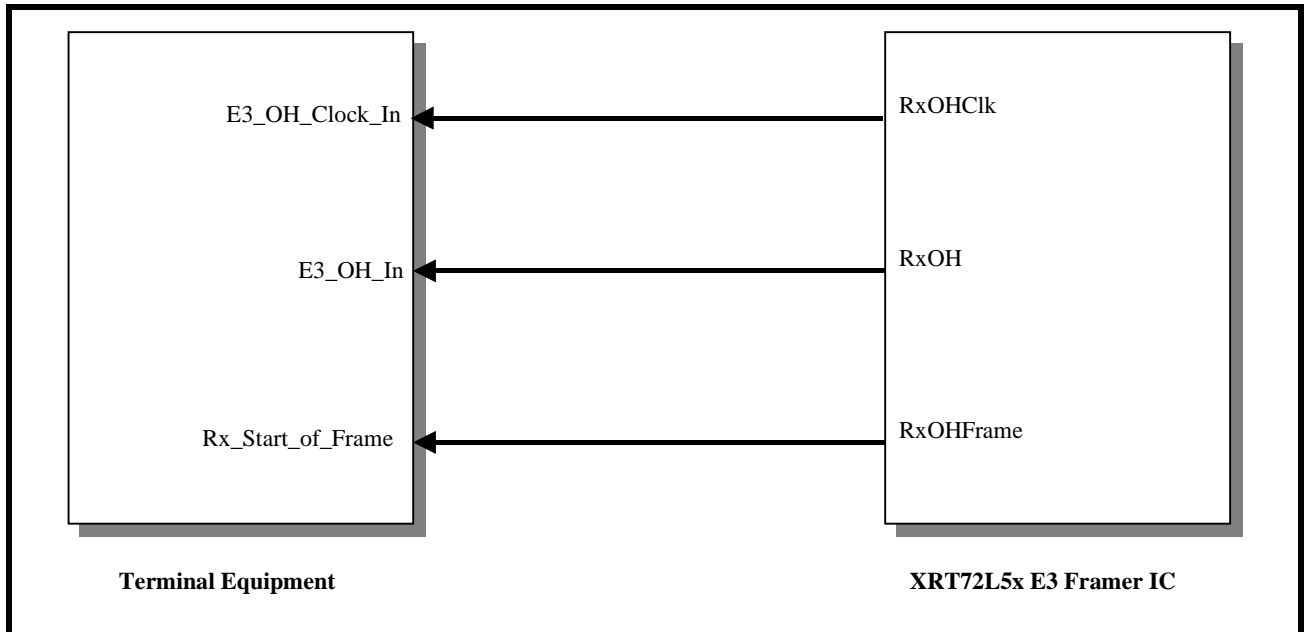 E3_OH_Clock_In
RxOHClk
E3_OH_In
RxOH
Rx_Start_of_Frame
RxOHFrame
Terminal Equipment
XRT72L5x E3 Framer IC